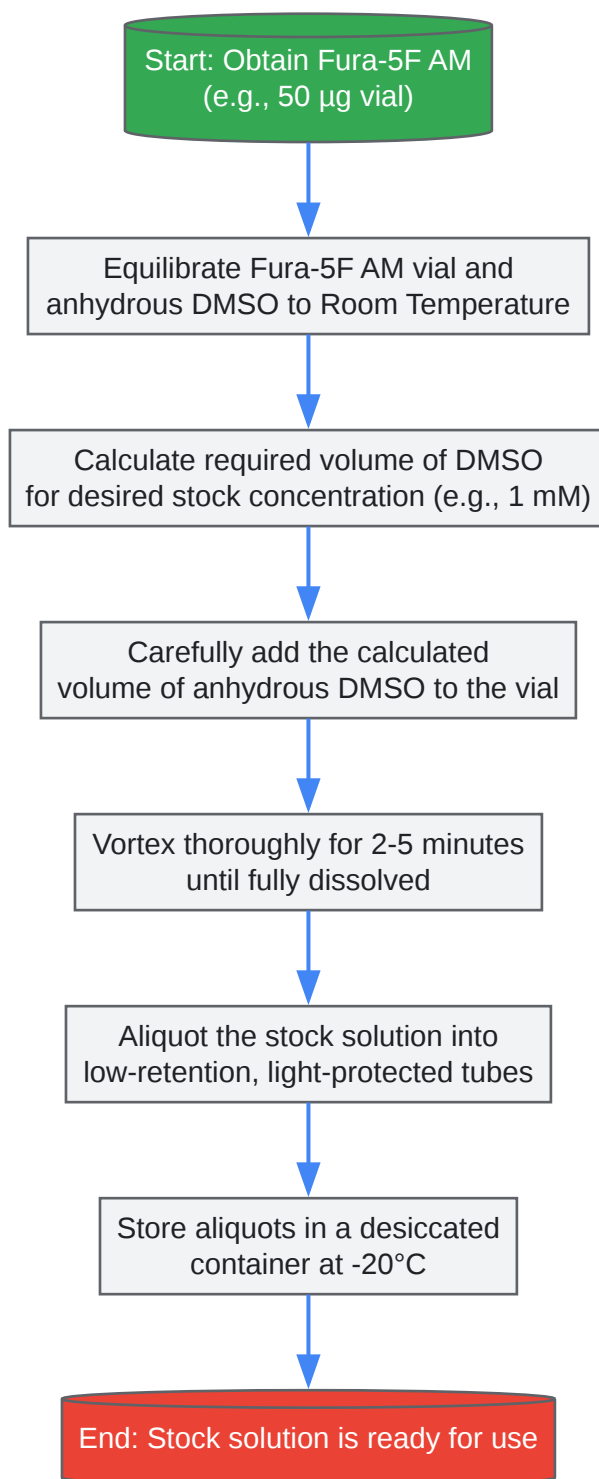 Start: Obtain Fura-5F AM
(e.g., 50 µg vial)
Equilibrate Fura-5F AM vial and
anhydrous DMSO to Room Temperature
Calculate required volume of DMSO
for desired stock concentration (e.g., 1 mM)
Carefully add the calculated
volume of anhydrous DMSO to the vial
Vortex thoroughly for 2-5 minutes
until fully dissolved
Aliquot the stock solution into
low-retention, light-protected tubes
Store aliquots in a desiccated
container at -20°C
End: Stock solution is ready for use